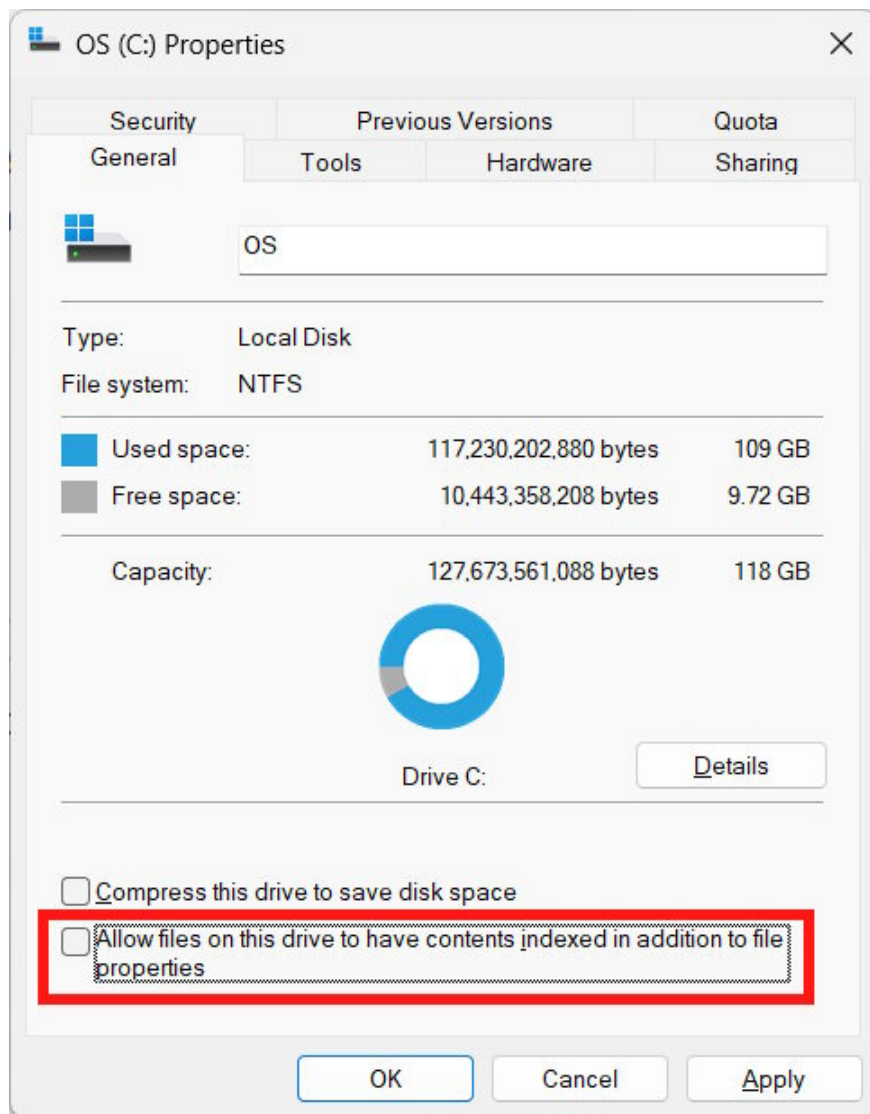 OS (C:) Properties
Security Previous Versions Quota
General Tools Hardware Sharing
OS
Type: Local Disk
File system: NTFS
Used space: 117,230,202,880 bytes 109 GB
Free space: 10,443,358,208 bytes 9.72 GB
Capacity: 127,673,561,088 bytes 118 GB
Drive C:
Details
Compress this drive to save disk space
Allow files on this drive to have contents indexed in addition to file
properties
OK Cancel Apply